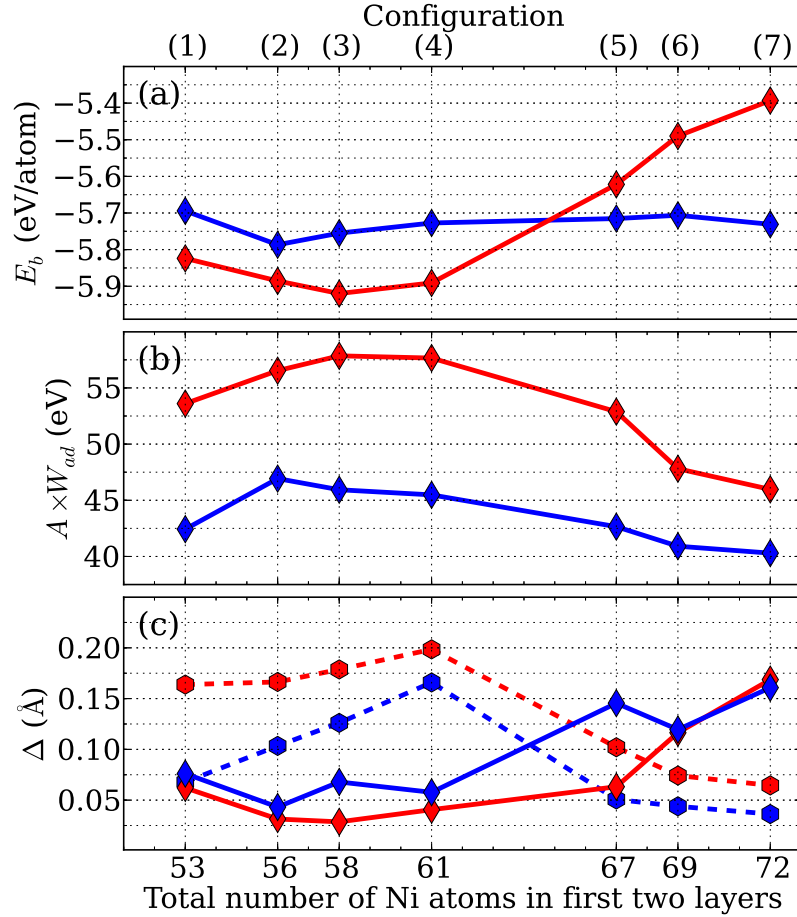 Configuration
(1) (2) (3) (4) (5) (6) (7)
(a)
−5.4
−5.5
−5.6
−5.7
−5.8
−5.9
E_b (eV/atom)
(b)
55
50
45
40
A ×W_ad (eV)
(c)
0.20
0.15
0.10
0.05
Δ (Å)
53 56 58 61 67 69 72
Total number of Ni atoms in first two layers